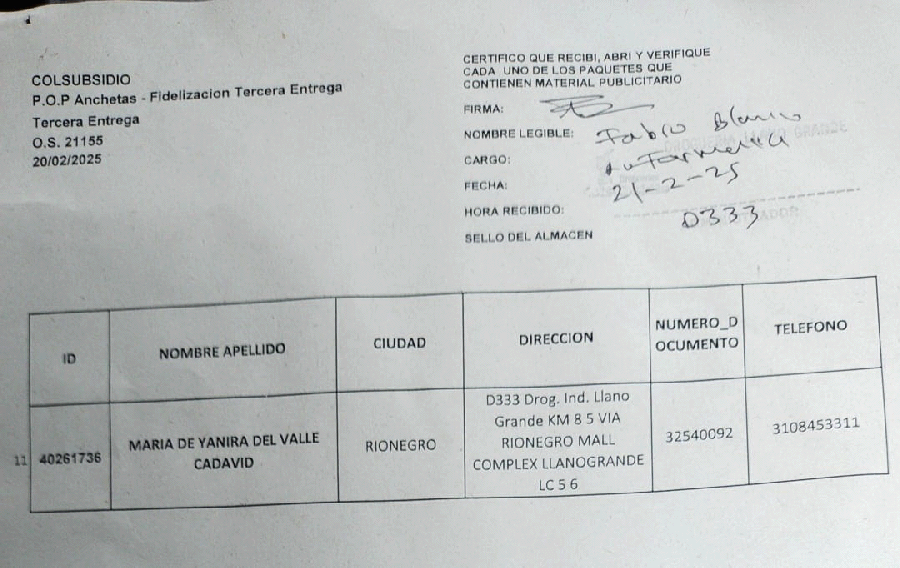 COLSUBSIDIO
P.O.P Anchetas - Fidelizacion Tercera Entrega
Tercera Entrega
O.S. 21155
20/02/2025
CERTIFICO QUE RECIBI, ABRI Y VERIFIQUE
CADA UNO DE LOS PAQUETES QUE
CONTIENEN MATERIAL PUBLICITARIO
FIRMA:
NOMBRE LEGIBLE: Fabio Blanco
CARGO:
FECHA: 21-2-25
HORA RECIBIDO:
SELLO DEL ALMACEN D333
ID
NOMBRE APELLIDO
CIUDAD
DIRECCION
NUMERO_D
OCUMENTO
TELEFONO
11
40261736
MARIA DE YANIRA DEL VALLE
CADAVID
RIONEGRO
D333 Drog. Ind. Llano
Grande KM 8 5 VIA
RIONEGRO MALL
COMPLEX LLANOGRANDE
LC 5 6
32540092
3108453311